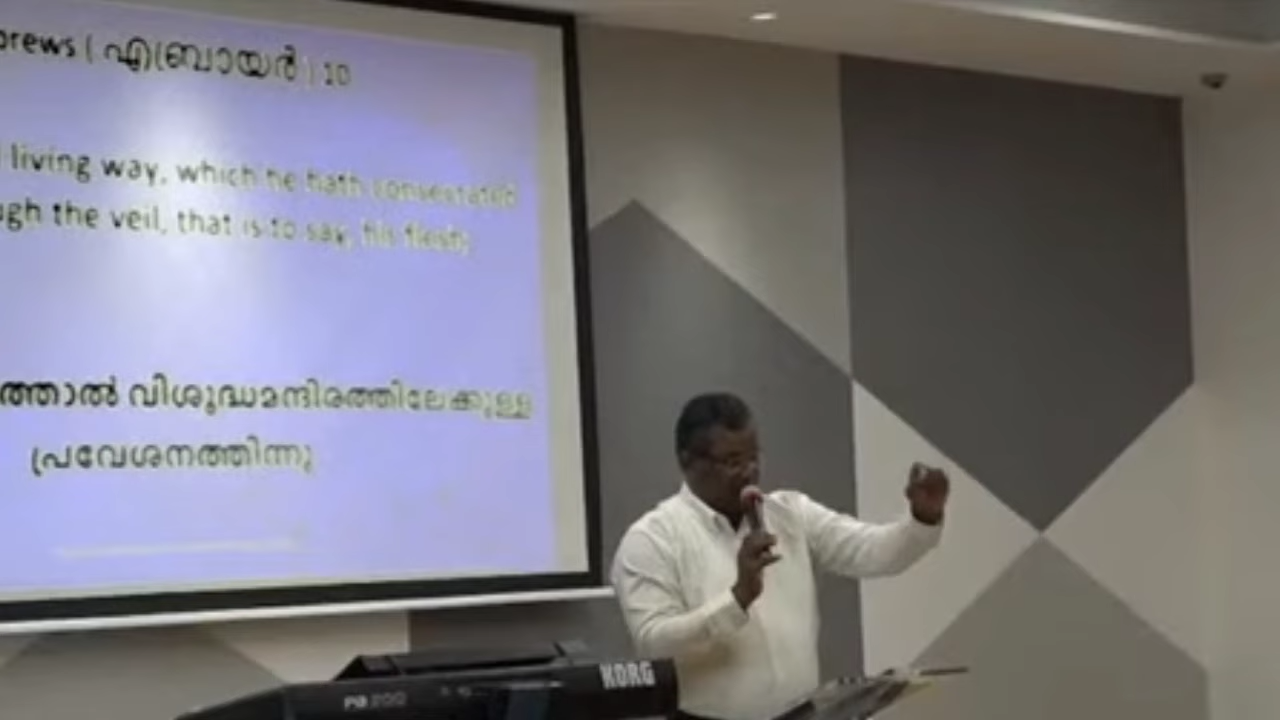 brews ( എബ്രായർ ) 10
living way, which he hath consecrated
ugh the veil, that is to say, his flesh;
ത്താൽ വിശുദ്ധമന്ദിരത്തിലേക്കുള്ള
പ്രവേശനത്തിന്നു
KORG